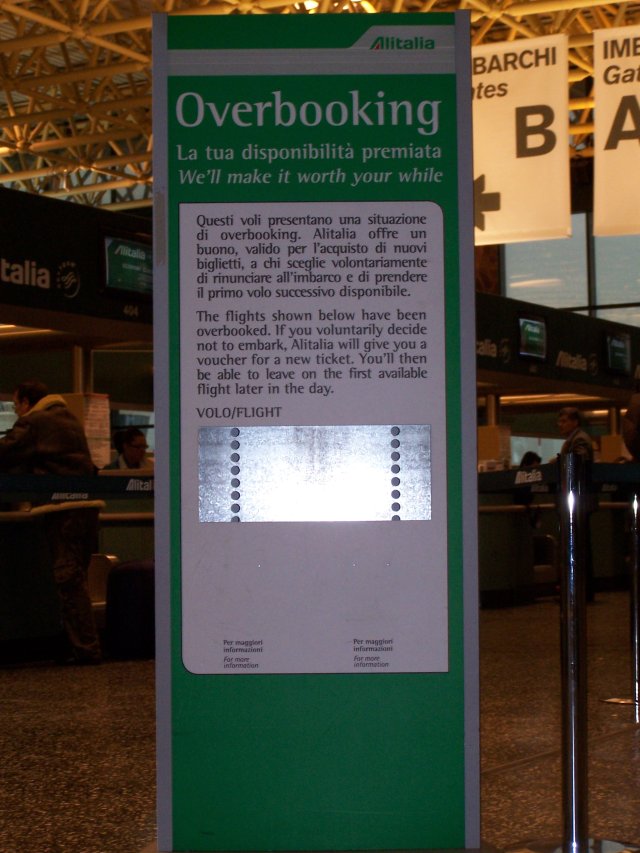 Alitalia
Overbooking
La tua disponibilità premiata
We'll make it worth your while
Questi voli presentano una situazione
di overbooking. Alitalia offre un
buono, valido per l'acquisto di nuovi
biglietti, a chi sceglie volontariamente
di rinunciare all'imbarco e di prendere
il primo volo successivo disponibile.
The flights shown below have been
overbooked. If you voluntarily decide
not to embark, Alitalia will give you a
voucher for a new ticket. You'll then
be able to leave on the first available
flight later in the day.
VOLO/FLIGHT
Per maggiori
informazioni
For more
information
Per maggiori
informazioni
For more
information
BARCHI
tes
B
IMB
Gat
A
talia
Alitalia
404
Alitalia
Alitalia
Alitalia
Alitalia